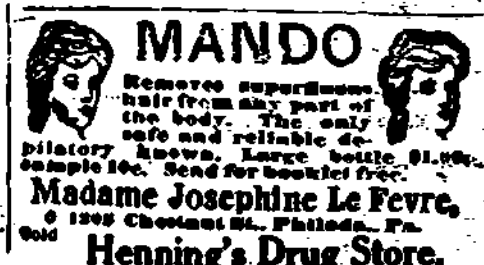 MANDO
Removes superfluous
hair from any part of
the body. The only
safe and reliable de-
pilatory known. Large bottle $1.00;
sample 10c. Send for booklet free.
Madame Josephine Le Fevre,
Chestnut St., Philada., Pa.
Sold
Henning's Drug Store.